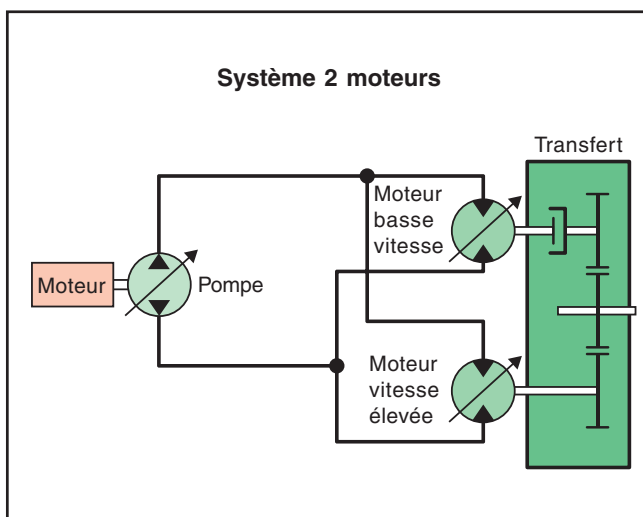 Système 2 moteurs
Transfert
Moteur
basse
vitesse
Moteur
Pompe
Moteur
vitesse
élevée